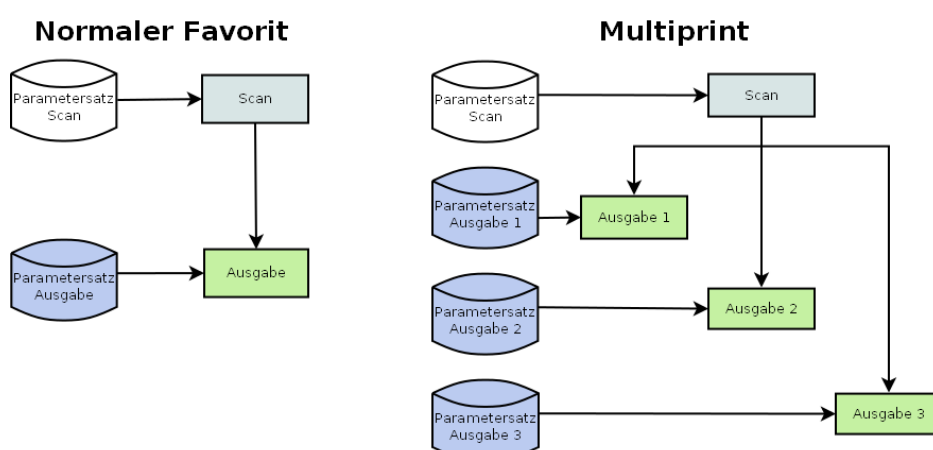 Normaler Favorit
Parametersatz
Scan
Scan
Parametersatz
Ausgabe
Ausgabe
Multiprint
Parametersatz
Scan
Scan
Parametersatz
Ausgabe 1
Ausgabe 1
Parametersatz
Ausgabe 2
Ausgabe 2
Parametersatz
Ausgabe 3
Ausgabe 3